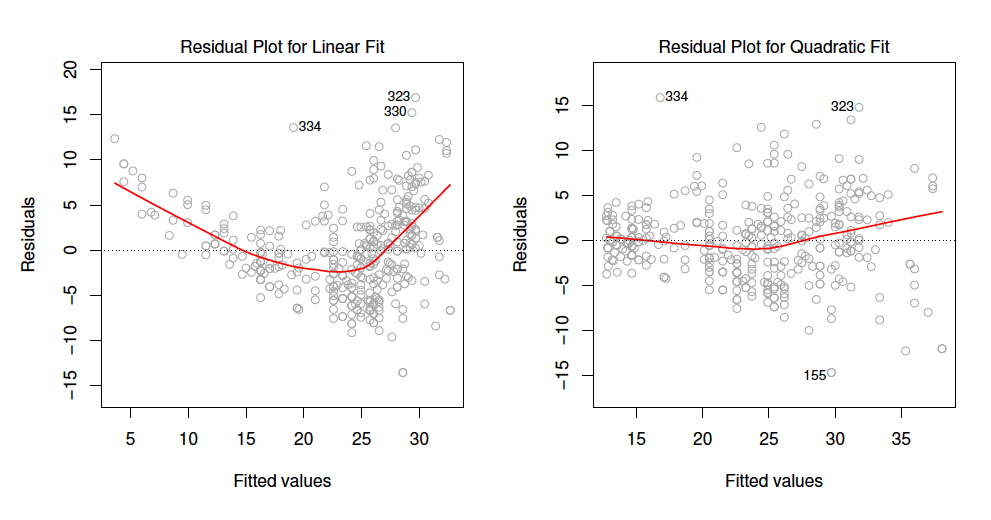 Residual Plot for Linear Fit
20
15
10
5
0
−5
−10
−15
Residuals
323
330
334
5 10 15 20 25 30
Fitted values
Residual Plot for Quadratic Fit
15
10
5
0
−5
−10
−15
Residuals
334
323
155
15 20 25 30 35
Fitted values